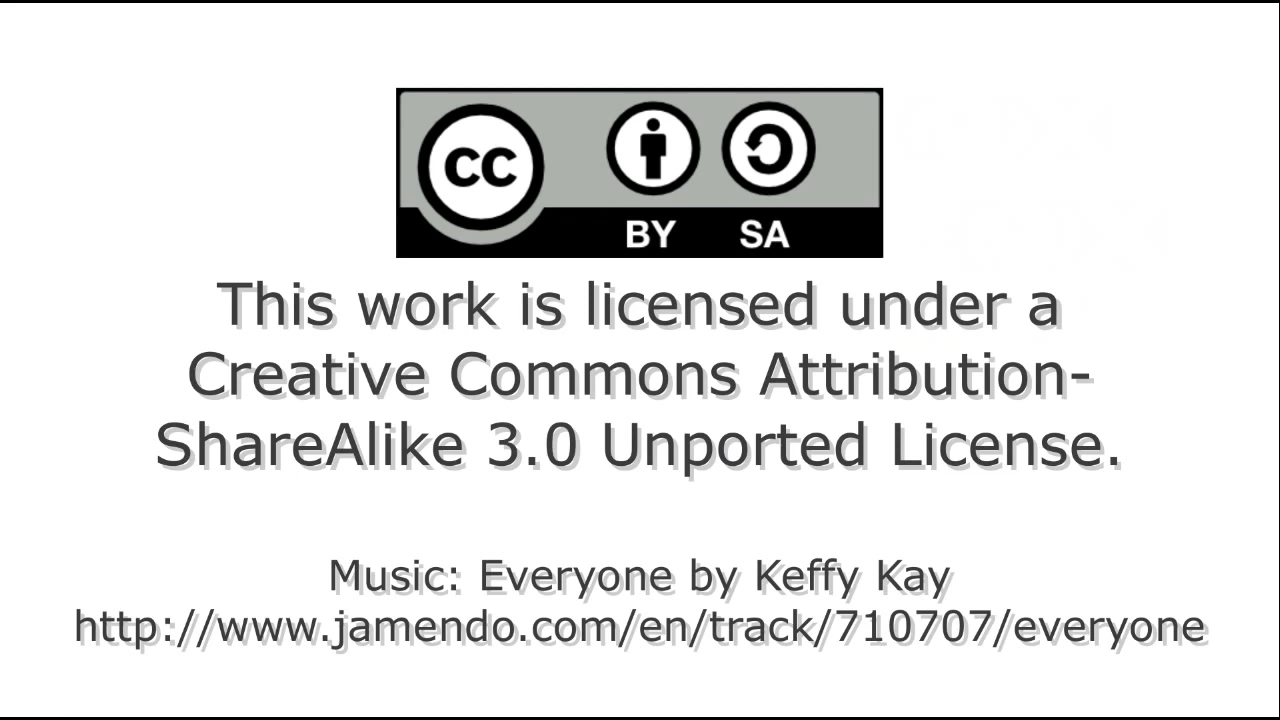 CC
BY SA
This work is licensed under a
Creative Commons Attribution-
ShareAlike 3.0 Unported License.
Music: Everyone by Keffy Kay
http://www.jamendo.com/en/track/710707/everyone